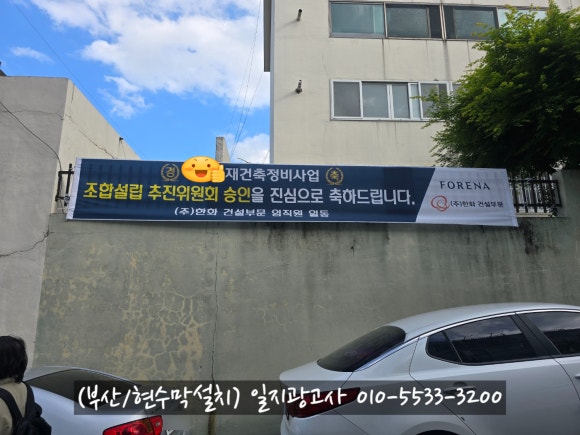 경 재건축정비사업 축
조합설립 추진위원회 승인을 진심으로 축하드립니다.
(주)한화 건설부문 임직원 일동
FORENA
(주)한화 건설부문
(부산/현수막설치) 일지광고사 010-5533-3200